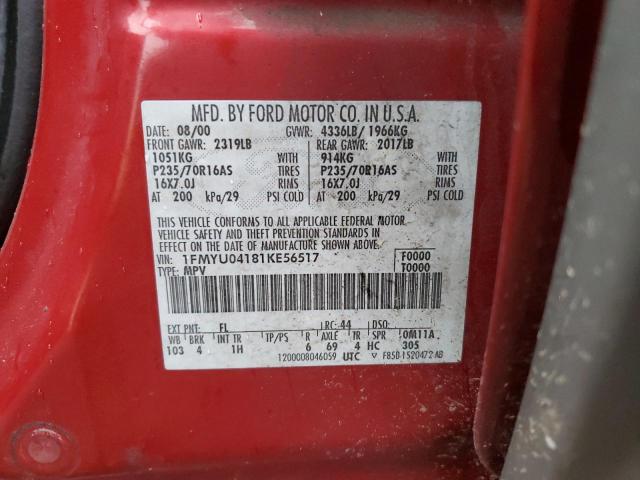 MFD. BY FORD MOTOR CO. IN U.S.A.
DATE: 08/00 GVWR: 4336LB/ 1966KG
FRONT GAWR: 2319LB REAR GAWR: 2017LB
1051KG WITH 914KG WITH
P235/70R16AS TIRES P235/70R16AS TIRES
16X7.0J RIMS 16X7.0J RIMS
AT 200 kPa/29 PSI COLD AT 200 kPa/29 PSI COLD
THIS VEHICLE CONFORMS TO ALL APPLICABLE FEDERAL MOTOR
VEHICLE SAFETY AND THEFT PREVENTION STANDARDS IN
EFFECT ON THE DATE OF MANUFACTURE SHOWN ABOVE.
VIN: 1FMYU04181KE56517 F0000
TYPE: MPV T0000
EXT PNT: FL RC: 44 DSO:
WB BRK INT TR TP/PS R AXLE TR SPR 0M11A
103 4 1H 6 69 4 HC 305
1200008046059 UTC F85B-1520472-AB